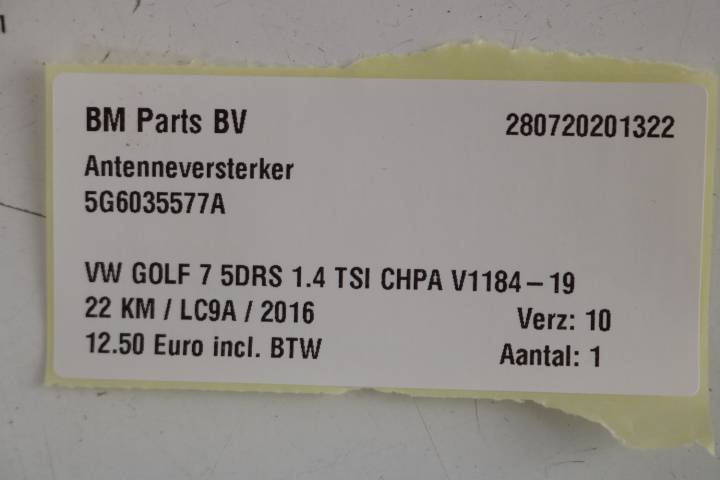 BM Parts BV 280720201322
Antenneversterker
5G6035577A
VW GOLF 7 5DRS 1.4 TSI CHPA V1184-19
22 KM / LC9A / 2016 Verz: 10
12.50 Euro incl. BTW Aantal: 1